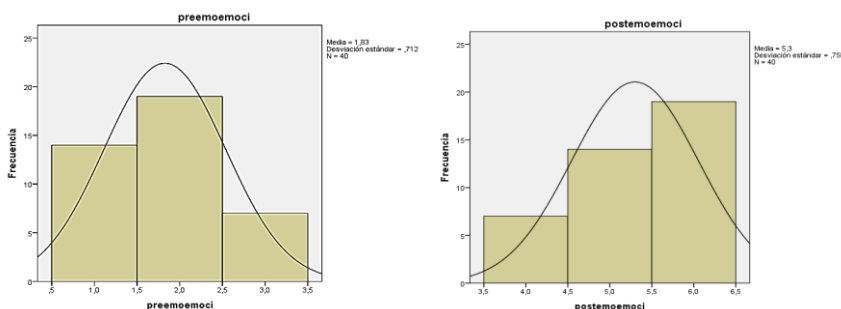 preemoemoci
Media = 1,83
Desviación estándar = ,712
N = 40
Frecuencia
25
20
15
10
5
0
,5 1,0 1,5 2,0 2,5 3,0 3,5
preemoemoci
postemoemoci
Media = 5,3
Desviación estándar = ,75
N = 40
Frecuencia
25
20
15
10
5
0
3,5 4,0 4,5 5,0 5,5 6,0 6,5
postemoemoci